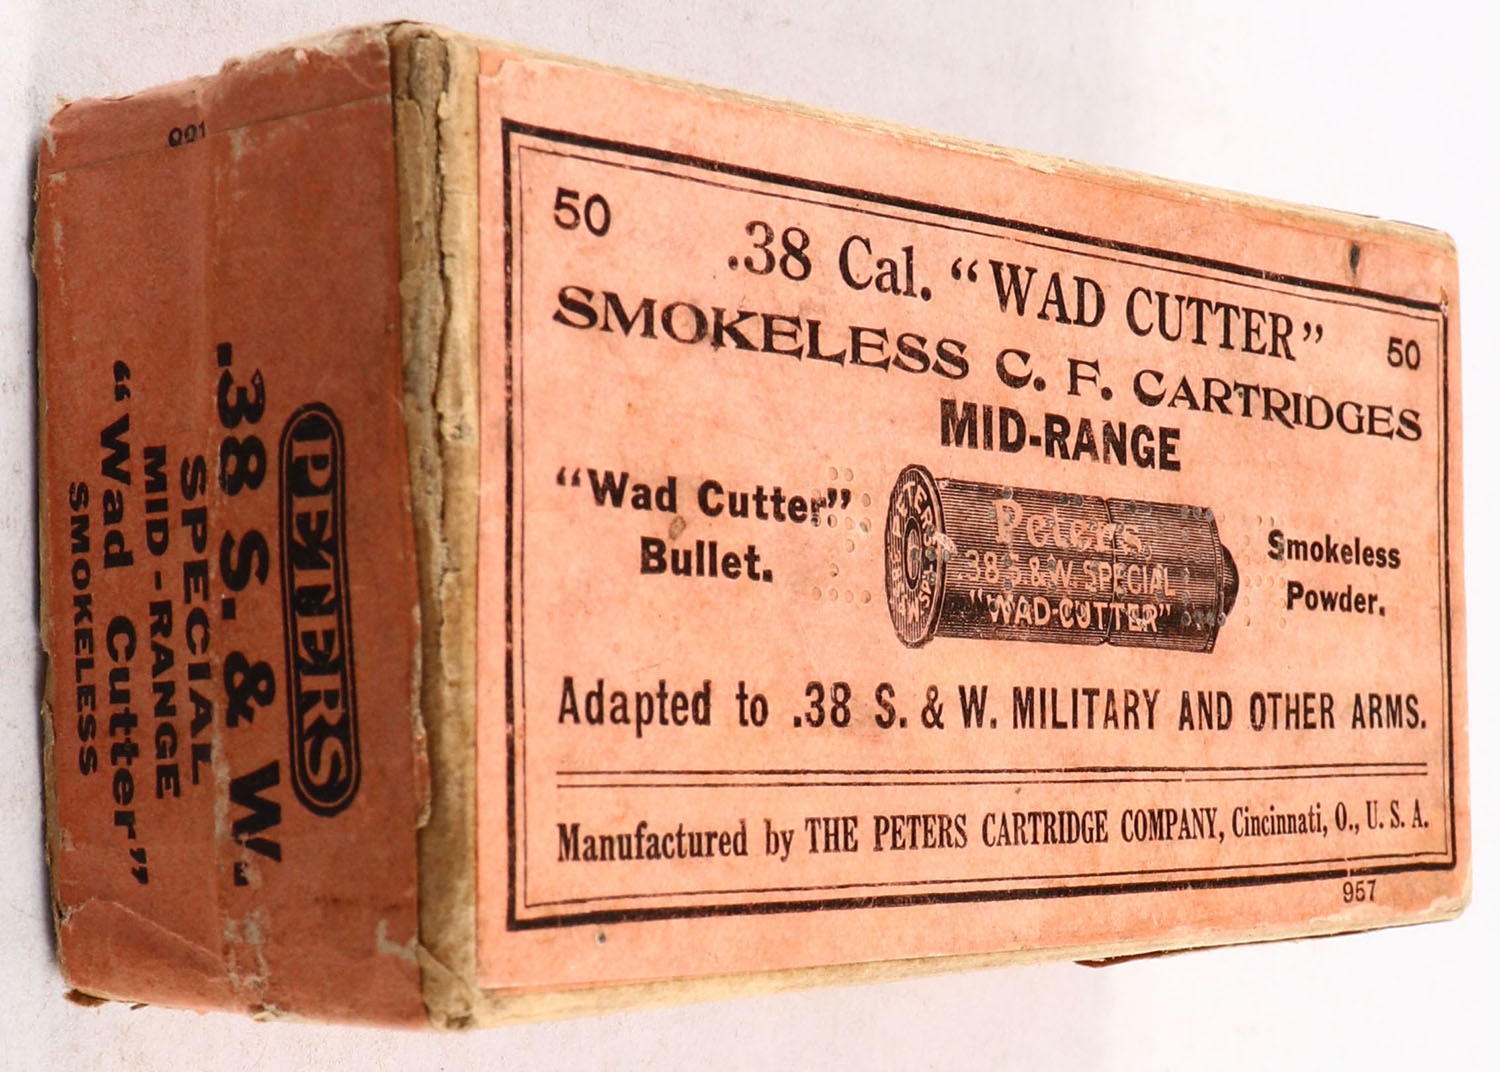 50
.38 Cal. “WAD CUTTER”
50
SMOKELESS C. F. CARTRIDGES
MID-RANGE
“Wad Cutter”
Bullet.
Peters
.38 S. & W. SPECIAL
“WAD-CUTTER”
Smokeless
Powder.
Adapted to .38 S. & W. MILITARY AND OTHER ARMS.
Manufactured by THE PETERS CARTRIDGE COMPANY, Cincinnati, O., U. S. A.
957
PETERS
.38 S. & W.
SPECIAL
MID-RANGE
“Wad Cutter”
SMOKELESS